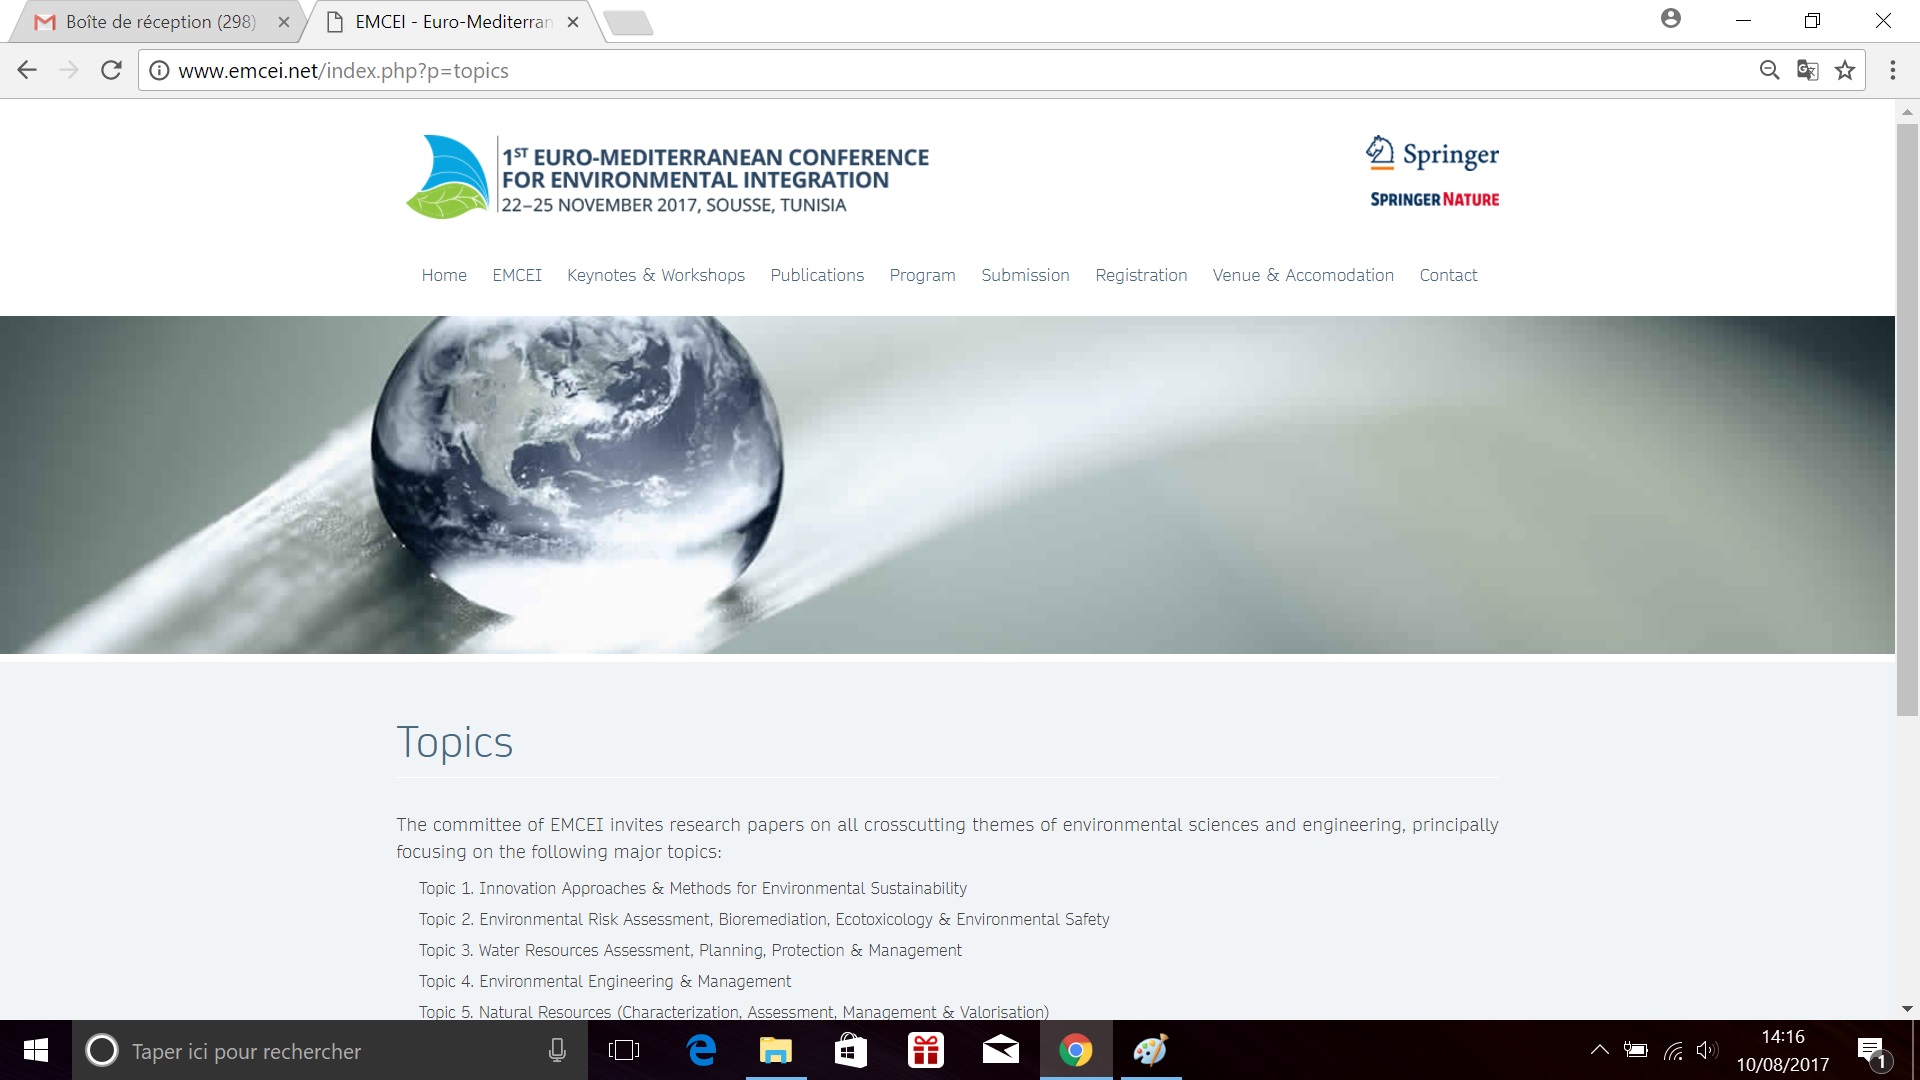 Boîte de réception (298)
EMCEI - Euro-Mediterran
www.emcei.net/index.php?p=topics
1ST EURO-MEDITERRANEAN CONFERENCE
FOR ENVIRONMENTAL INTEGRATION
22–25 NOVEMBER 2017, SOUSSE, TUNISIA
Springer
SPRINGER NATURE
Home EMCEI Keynotes & Workshops Publications Program Submission Registration Venue & Accomodation Contact
Topics
The committee of EMCEI invites research papers on all crosscutting themes of environmental sciences and engineering, principally
focusing on the following major topics:
Topic 1. Innovation Approaches & Methods for Environmental Sustainability
Topic 2. Environmental Risk Assessment, Bioremediation, Ecotoxicology & Environmental Safety
Topic 3. Water Resources Assessment, Planning, Protection & Management
Topic 4. Environmental Engineering & Management
Topic 5. Natural Resources (Characterization, Assessment, Management & Valorisation)
Taper ici pour rechercher
14:16
10/08/2017
1